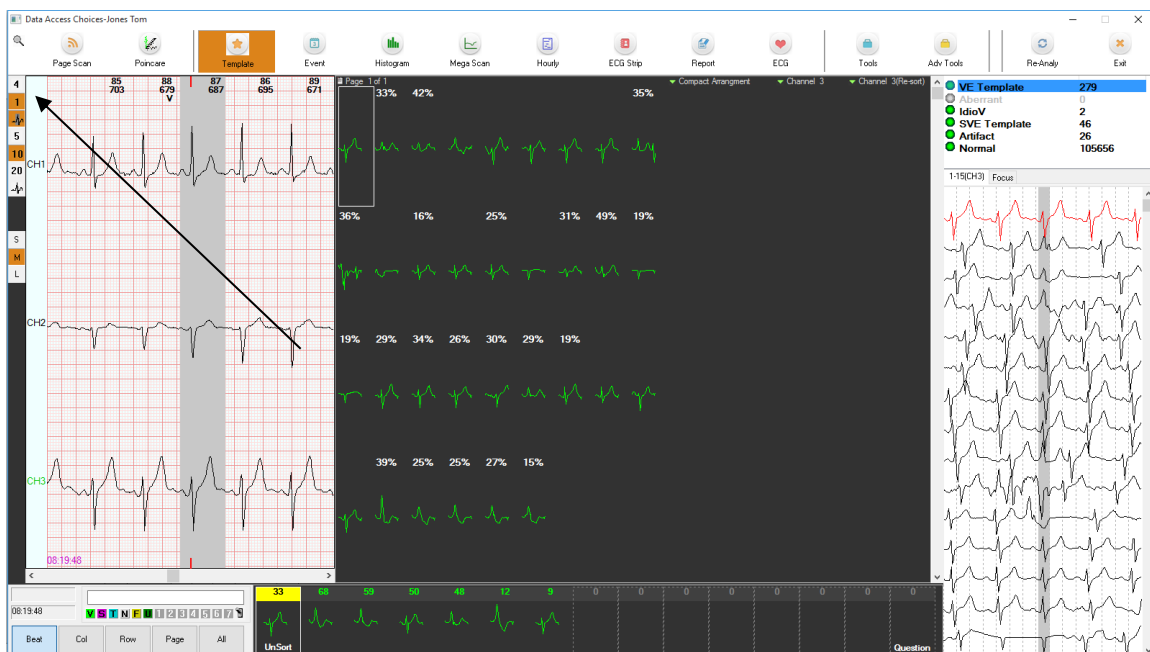 Data Access Choices-Jones Tom
Page Scan Poincare Template Event Histogram Mega Scan Hourly ECG Strip Report ECG Tools Adv Tools Re-Analy Exit
4
1
5
10
20
S
M
L
85 88 87 86 89
703 679 687 695 671
V
CH1
CH2
CH3
08:19:48
Page 1 of 1 Compact Arrangment Channel 3 Channel 3(Re-sort)
33% 42% 35%
36% 16% 25% 31% 49% 19%
19% 29% 34% 26% 30% 29% 19%
39% 25% 25% 27% 15%
VE Template 279
Aberrant 0
IdioV 2
SVE Template 46
Artifact 26
Normal 105656
1-15(CH3) Focus
08:19:48
V S T N F U 1 2 3 4 5 6 7
Beat Col Row Page All
33 68 59 50 48 12 9 0 0 0 0 0 0 0
UnSort Question